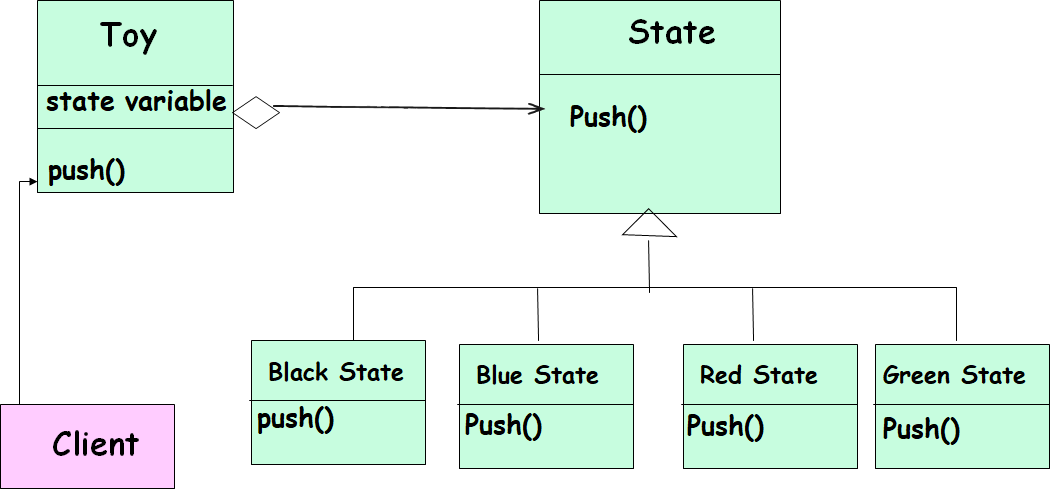 Toy
state variable
push()
State
Push()
Black State
push()
Blue State
Push()
Red State
Push()
Green State
Push()
Client